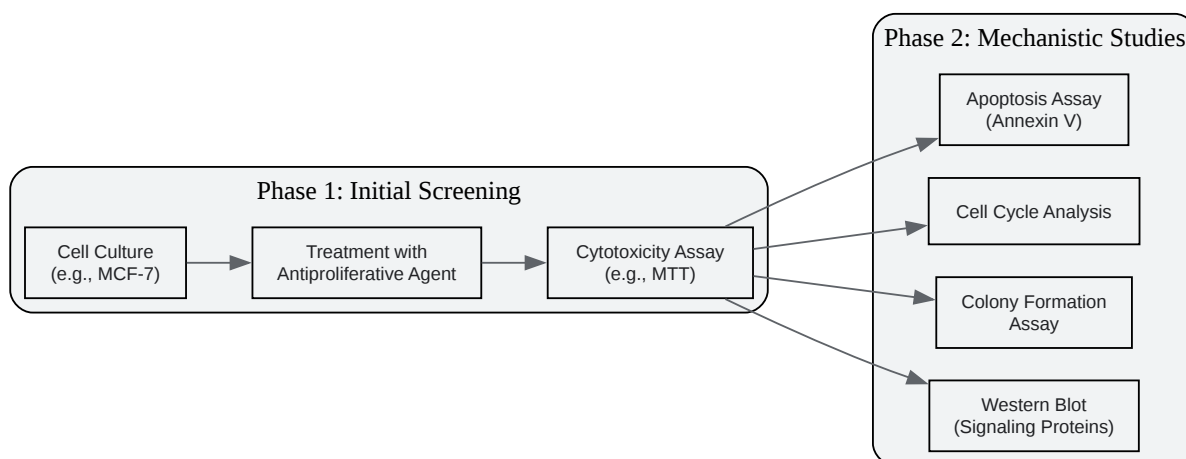 Phase 1: Initial Screening
Cell Culture
(e.g., MCF-7)
Treatment with
Antiproliferative Agent
Cytotoxicity Assay
(e.g., MTT)
Phase 2: Mechanistic Studies
Apoptosis Assay
(Annexin V)
Cell Cycle Analysis
Colony Formation
Assay
Western Blot
(Signaling Proteins)